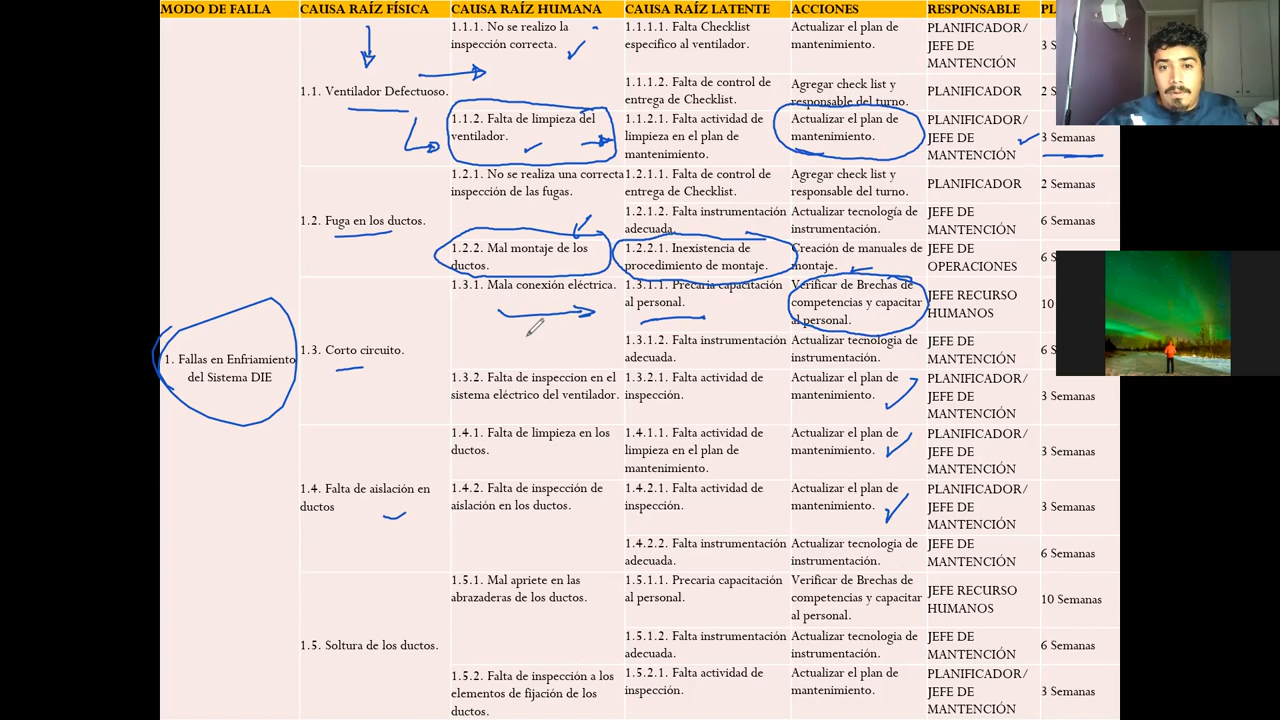 MODO DE FALLA CAUSA RAÍZ FÍSICA CAUSA RAÍZ HUMANA CAUSA RAÍZ LATENTE ACCIONES RESPONSABLE
1. Fallas en Enfriamiento
del Sistema DIE
1.1. Ventilador Defectuoso.
1.1.1. No se realizo la
inspección correcta.
1.1.1.1. Falta Checklist
especifico al ventilador.
Actualizar el plan de
mantenimiento.
PLANIFICADOR/
JEFE DE
MANTENCIÓN
1.1.1.2. Falta de control de
entrega de Checklist.
Agregar check list y
responsable del turno.
PLANIFICADOR
1.1.2. Falta de limpieza del
ventilador.
1.1.2.1. Falta actividad de
limpieza en el plan de
mantenimiento.
Actualizar el plan de
mantenimiento.
PLANIFICADOR/
JEFE DE
MANTENCIÓN
3 Semanas
1.2. Fuga en los ductos.
1.2.1. No se realiza una correcta
inspección de las fugas.
1.2.1.1. Falta de control de
entrega de Checklist.
Agregar check list y
responsable del turno.
PLANIFICADOR
2 Semanas
1.2.1.2. Falta instrumentación
adecuada.
Actualizar tecnología de
instrumentación.
JEFE DE
MANTENCIÓN
6 Semanas
1.2.2. Mal montaje de los
ductos.
1.2.2.1. Inexistencia de
procedimiento de montaje.
Creación de manuales de
montaje.
JEFE DE
OPERACIONES
1.3. Corto circuito.
1.3.1. Mala conexión eléctrica.
1.3.1.1. Precaria capacitación
al personal.
Verificar de Brechas de
competencias y capacitar
al personal.
JEFE RECURSO
HUMANOS
10
1.3.1.2. Falta instrumentación
adecuada.
Actualizar tecnología de
instrumentación.
JEFE DE
MANTENCIÓN
1.3.2. Falta de inspeccion en el
sistema eléctrico del ventilador.
1.3.2.1. Falta actividad de
inspección.
Actualizar el plan de
mantenimiento.
PLANIFICADOR/
JEFE DE
MANTENCIÓN
3 Semanas
1.4. Falta de aislación en
ductos
1.4.1. Falta de limpieza en los
ductos.
1.4.1.1. Falta actividad de
limpieza en el plan de
mantenimiento.
Actualizar el plan de
mantenimiento.
PLANIFICADOR/
JEFE DE
MANTENCIÓN
3 Semanas
1.4.2. Falta de inspección de
aislación en los ductos.
1.4.2.1. Falta actividad de
inspección.
Actualizar el plan de
mantenimiento.
PLANIFICADOR/
JEFE DE
MANTENCIÓN
3 Semanas
1.4.2.2. Falta instrumentación
adecuada.
Actualizar tecnología de
instrumentación.
JEFE DE
MANTENCIÓN
6 Semanas
1.5. Soltura de los ductos.
1.5.1. Mal apriete en las
abrazaderas de los ductos.
1.5.1.1. Precaria capacitación
al personal.
Verificar de Brechas de
competencias y capacitar
al personal.
JEFE RECURSO
HUMANOS
10 Semanas
1.5.1.2. Falta instrumentación
adecuada.
Actualizar tecnología de
instrumentación.
JEFE DE
MANTENCIÓN
6 Semanas
1.5.2. Falta de inspección a los
elementos de fijación de los
ductos.
1.5.2.1. Falta actividad de
inspección.
Actualizar el plan de
mantenimiento.
PLANIFICADOR/
JEFE DE
MANTENCIÓN
3 Semanas